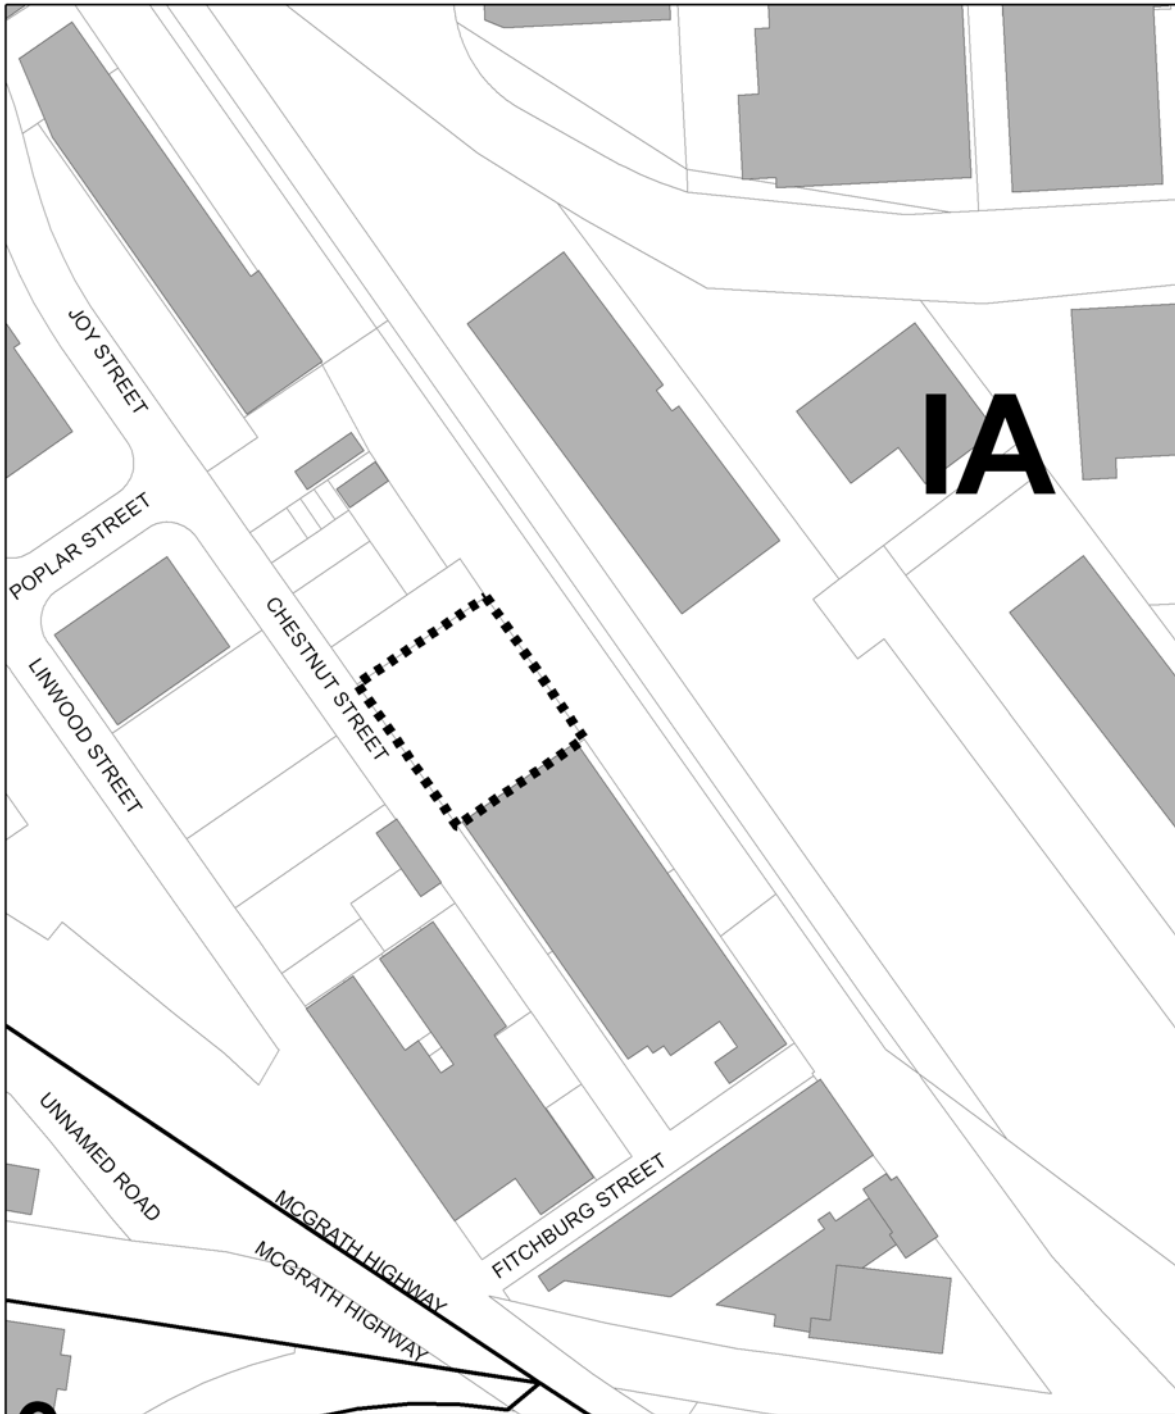 JOY STREET
IA
POPLAR STREET
CHESTNUT STREET
LINWOOD STREET
UNNAMED ROAD
FITCHBURG STREET
MCGRATH HIGHWAY
MCGRATH HIGHWAY